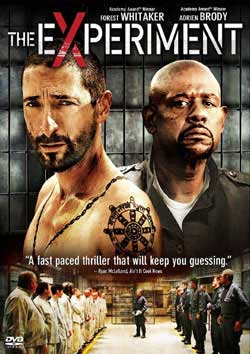 Academy Award® Winner
FOREST WHITAKER
Academy Award® Winner
ADRIEN BRODY
THE EXPERIMENT
"A fast paced thriller that will keep you guessing."
DVD